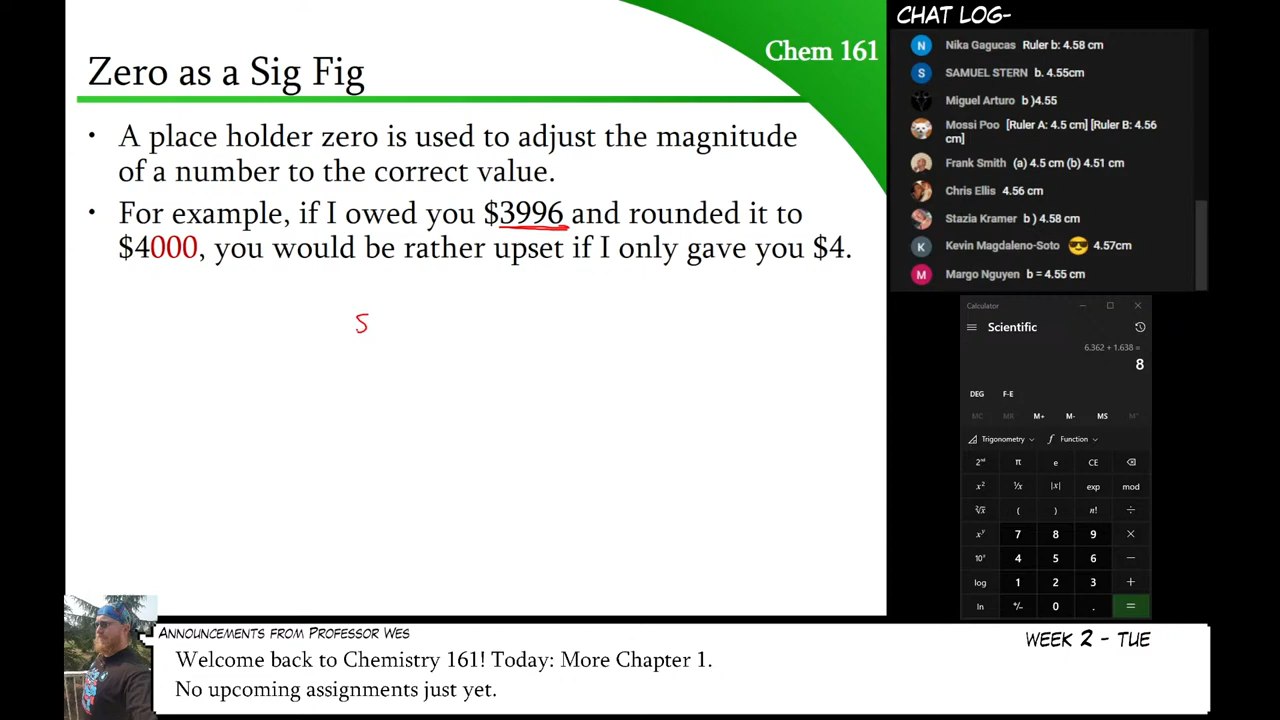 Chem 161
Zero as a Sig Fig
• A place holder zero is used to adjust the magnitude
of a number to the correct value.
• For example, if I owed you $3996 and rounded it to
$4000, you would be rather upset if I only gave you $4.
5
CHAT LOG-
N Nika Gagucas Ruler b: 4.58 cm
S SAMUEL STERN b. 4.55cm
Miguel Arturo b )4.55
Mossi Poo [Ruler A: 4.5 cm] [Ruler B: 4.56
cm]
Frank Smith (a) 4.5 cm (b) 4.51 cm
Chris Ellis 4.56 cm
Stazia Kramer b ) 4.58 cm
K Kevin Magdaleno-Soto 😎 4.57cm
M Margo Nguyen b = 4.55 cm
Calculator
Scientific
6.362 + 1.638 =
8
DEG F-E
MC MR M+ M- MS M˅
Trigonometry Function
2ⁿᵈ π e CE
x² ¹/x |x| exp mod
²√x ( ) n! ÷
xʸ 7 8 9 ×
10ˣ 4 5 6 −
log 1 2 3 +
ln +/− 0 . =
ANNOUNCEMENTS FROM PROFESSOR WES
WEEK 2 - TUE
Welcome back to Chemistry 161! Today: More Chapter 1.
No upcoming assignments just yet.